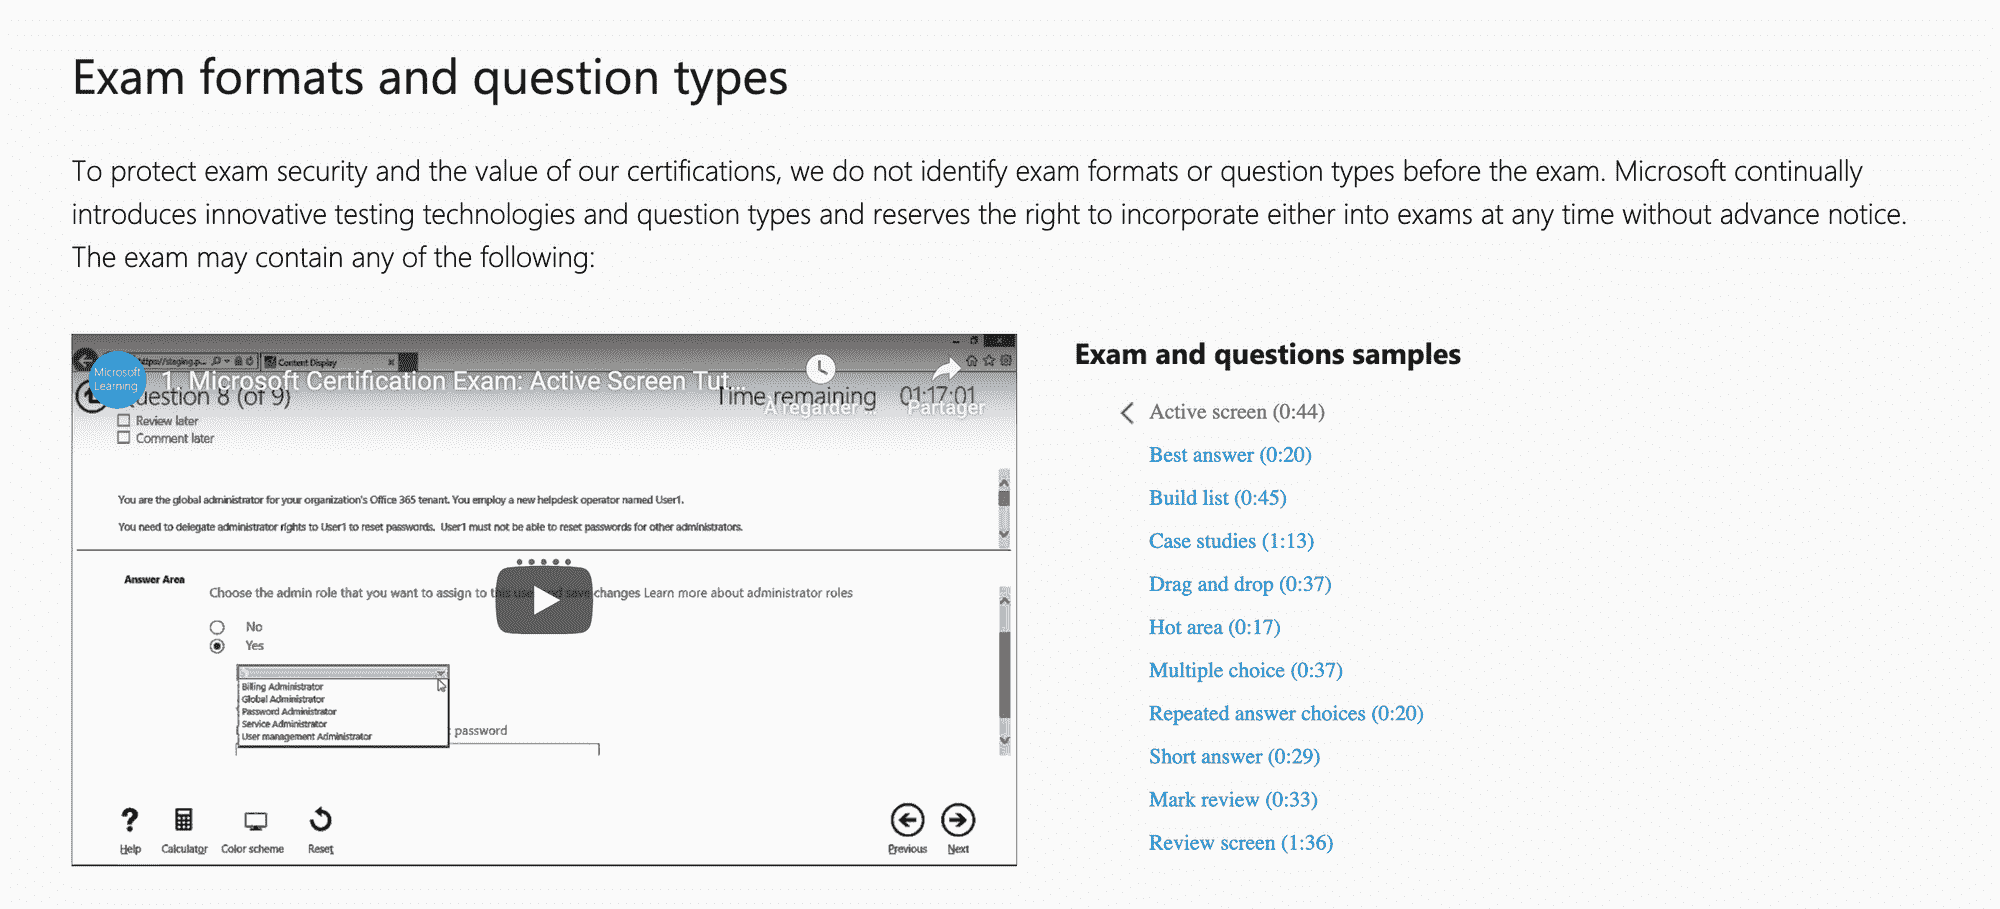 Exam formats and question types
To protect exam security and the value of our certifications, we do not identify exam formats or question types before the exam. Microsoft continually
introduces innovative testing technologies and question types and reserves the right to incorporate either into exams at any time without advance notice.
The exam may contain any of the following:
https://staging.p...
Content Display
Microsoft
Learning
1. Microsoft Certification Exam: Active Screen Tut...
uestion 8 (of 9)
Time remaining 01:17:01
À regarder ...
Partager
Review later
Comment later
You are the global administrator for your organization's Office 365 tenant. You employ a new helpdesk operator named User1.
You need to delegate administrator rights to User1 to reset passwords. User1 must not be able to reset passwords for other administrators.
Answer Area
Choose the admin role that you want to assign to this user and save changes Learn more about administrator roles
No
Yes
Billing Administrator
Global Administrator
Password Administrator
Service Administrator
User management Administrator
password
Help
Calculator
Color scheme
Reset
Previous
Next
Exam and questions samples
Active screen (0:44)
Best answer (0:20)
Build list (0:45)
Case studies (1:13)
Drag and drop (0:37)
Hot area (0:17)
Multiple choice (0:37)
Repeated answer choices (0:20)
Short answer (0:29)
Mark review (0:33)
Review screen (1:36)